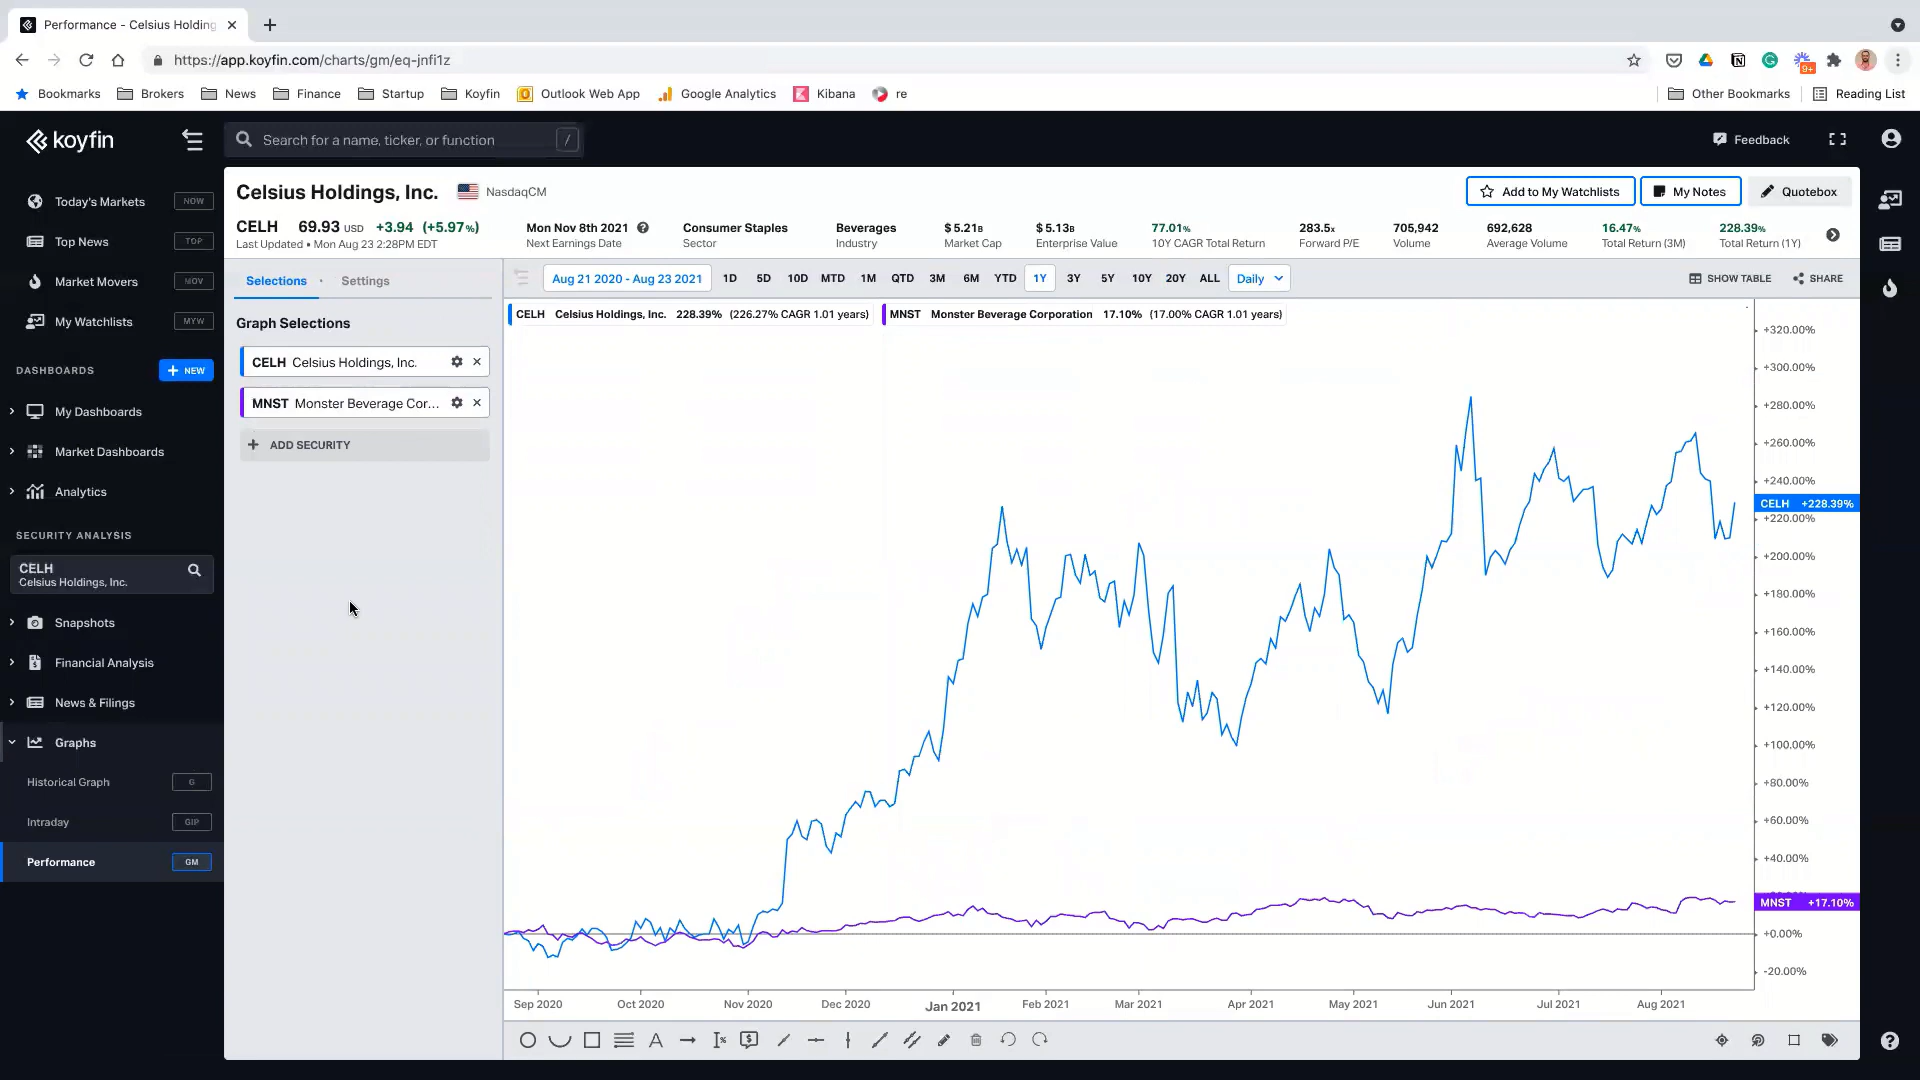 Performance - Celsius Holding
https://app.koyfin.com/charts/gm/eq-jnfi1z
9+
Bookmarks Brokers News Finance Startup Koyfin Outlook Web App Google Analytics Kibana re Other Bookmarks Reading List
koyfin
Search for a name, ticker, or function /
Feedback
Today's Markets NOW
Top News TOP
Market Movers MOV
My Watchlists MYW
DASHBOARDS + NEW
My Dashboards
Market Dashboards
Analytics
SECURITY ANALYSIS
CELH
Celsius Holdings, Inc.
Snapshots
Financial Analysis
News & Filings
Graphs
Historical Graph G
Intraday GIP
Performance GM
Celsius Holdings, Inc. NasdaqCM
Add to My Watchlists My Notes Quotebox
CELH 69.93 USD +3.94 (+5.97%)
Last Updated • Mon Aug 23 2:28PM EDT
Mon Nov 8th 2021
Next Earnings Date
Consumer Staples
Sector
Beverages
Industry
$ 5.21B
Market Cap
$ 5.13B
Enterprise Value
77.01%
10Y CAGR Total Return
283.5x
Forward P/E
705,942
Volume
692,628
Average Volume
16.47%
Total Return (3M)
228.39%
Total Return (1Y)
Selections • Settings
Graph Selections
CELH Celsius Holdings, Inc.
MNST Monster Beverage Cor...
+ ADD SECURITY
Aug 21 2020 - Aug 23 2021 1D 5D 10D MTD 1M QTD 3M 6M YTD 1Y 3Y 5Y 10Y 20Y ALL Daily SHOW TABLE SHARE
CELH Celsius Holdings, Inc. 228.39% (226.27% CAGR 1.01 years)
MNST Monster Beverage Corporation 17.10% (17.00% CAGR 1.01 years)
+320.00%
+300.00%
+280.00%
+260.00%
+240.00%
CELH +228.39%
+220.00%
+200.00%
+180.00%
+160.00%
+140.00%
+120.00%
+100.00%
+80.00%
+60.00%
+40.00%
MNST +17.10%
+0.00%
-20.00%
Sep 2020 Oct 2020 Nov 2020 Dec 2020 Jan 2021 Feb 2021 Mar 2021 Apr 2021 May 2021 Jun 2021 Jul 2021 Aug 2021